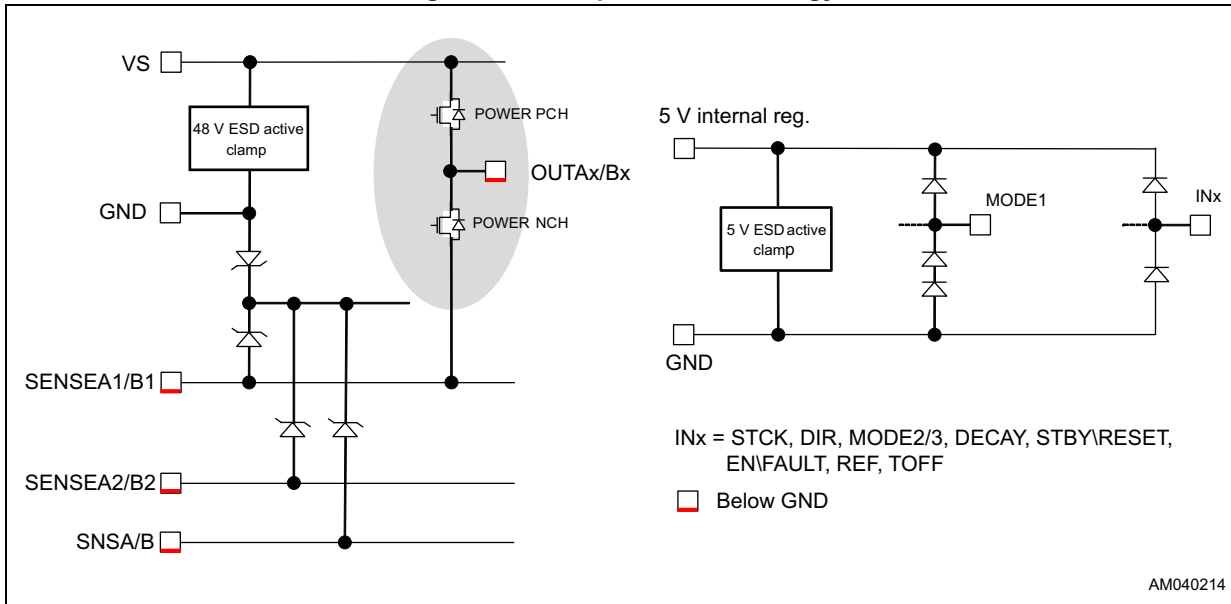 VS
48 V ESD active
clamp
GND
POWER PCH
OUTAx/Bx
POWER NCH
SENSEA1/B1
SENSEA2/B2
SNSA/B
5 V internal reg.
5 V ESD active
clamp
MODE1
INx
GND
INx = STCK, DIR, MODE2/3, DECAY, STBY\RESET,
EN\FAULT, REF, TOFF
Below GND
AM040214